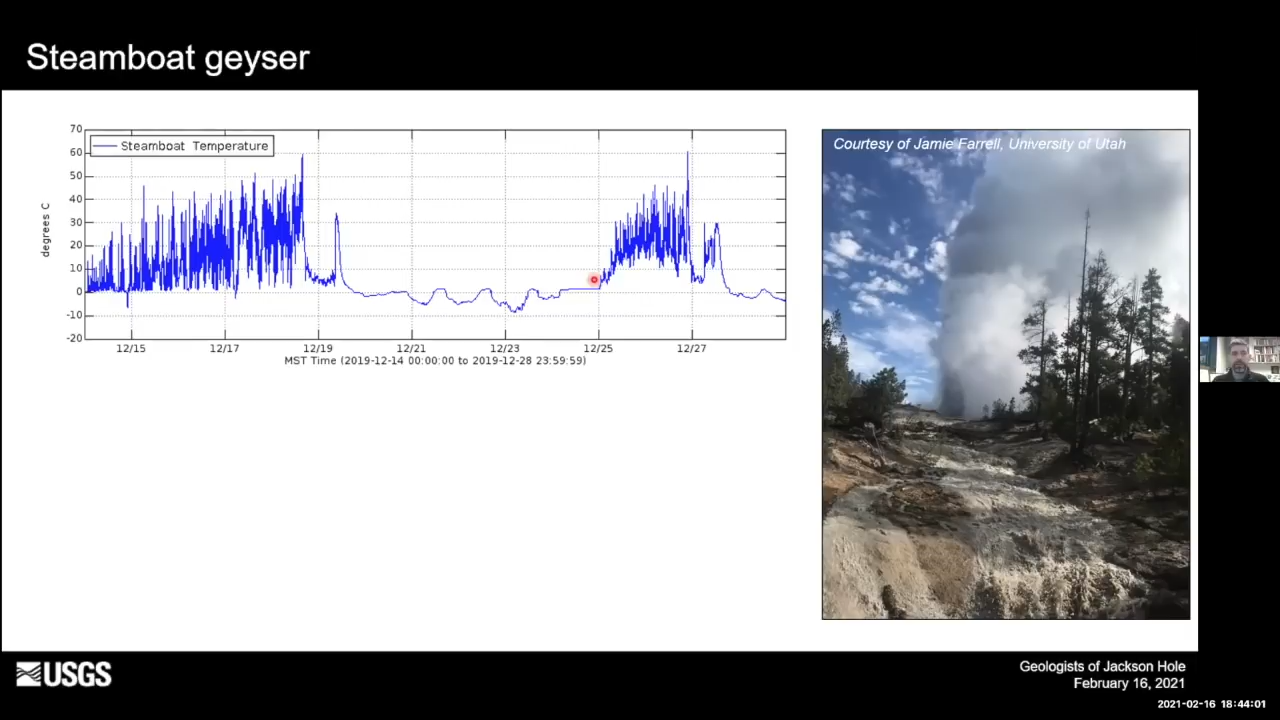 Steamboat geyser
70
60
50
40
30
20
10
0
-10
-20
degrees C
Steamboat Temperature
12/15 12/17 12/19 12/21 12/23 12/25 12/27
MST Time (2019-12-14 00:00:00 to 2019-12-28 23:59:59)
Courtesy of Jamie Farrell, University of Utah
USGS
Geologists of Jackson Hole
February 16, 2021
2021-02-16 18:44:01